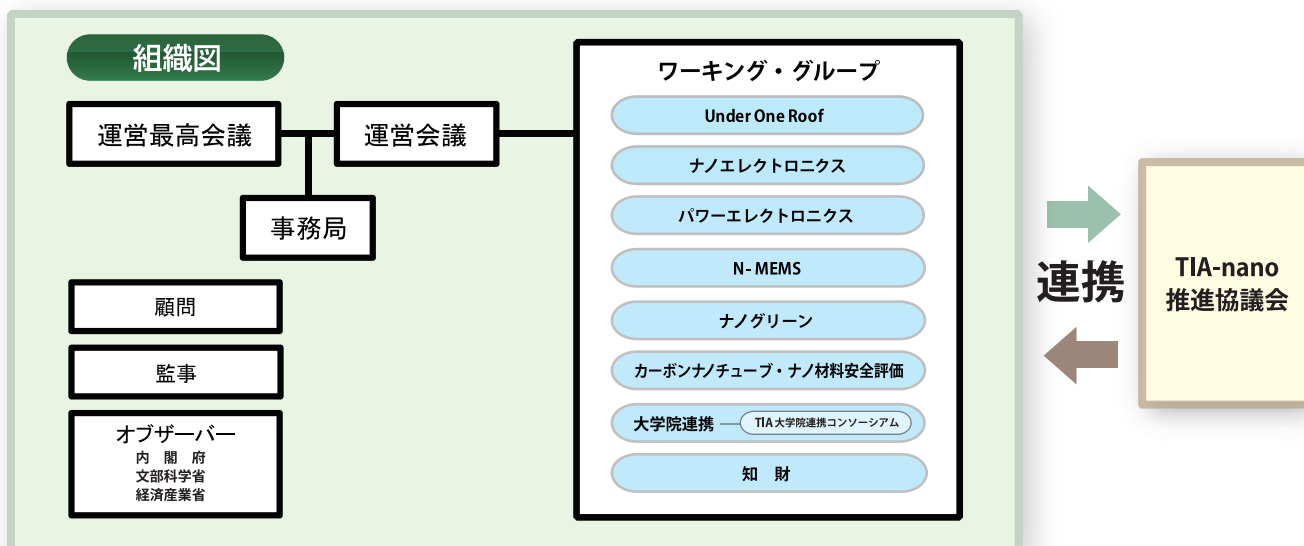 組織図
運営最高会議
運営会議
事務局
顧問
監事
オブザーバー
内 閣 府
文部科学省
経済産業省
ワーキング・グループ
Under One Roof
ナノエレクトロニクス
パワーエレクトロニクス
N- MEMS
ナノグリーン
カーボンナノチューブ・ナノ材料安全評価
大学院連携 TIA 大学院連携コンソーシアム
知 財
連携
TIA-nano
推進協議会